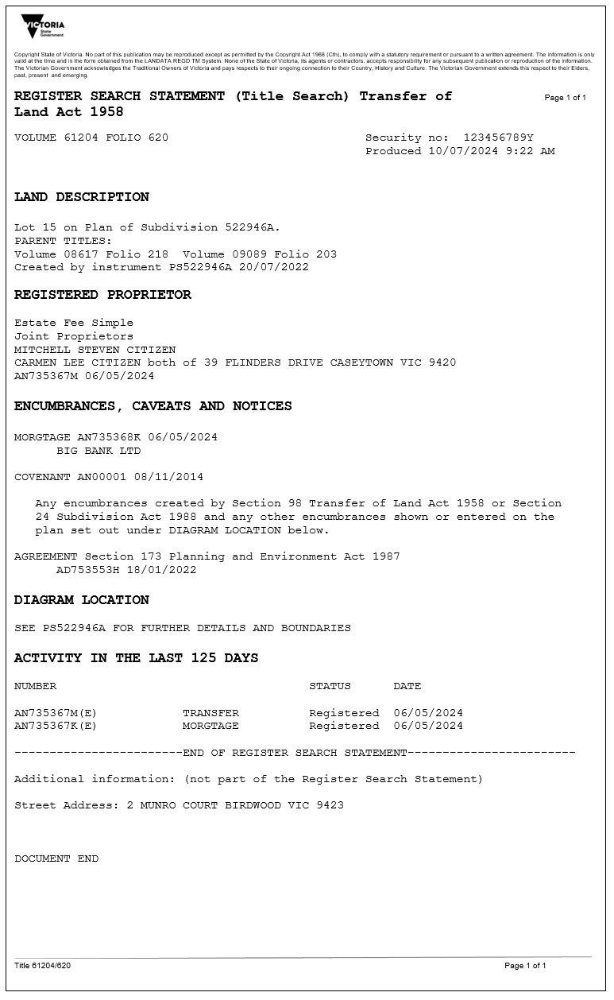 VICTORIA
State
Government
Copyright State of Victoria. No part of this publication may be reproduced except as permitted by the Copyright Act 1968 (Cth), to comply with a statutory requirement or pursuant to a written agreement. The information is only
valid at the time and in the form obtained from the LANDATA REGD TM System. None of the State of Victoria, its agents or contractors, accepts responsibility for any subsequent publication or reproduction of the information.
The Victorian Government acknowledges the Traditional Owners of Victoria and pays respects to their ongoing connection to their Country, History and Culture. The Victorian Government extends this respect to their Elders,
past, present and emerging.
REGISTER SEARCH STATEMENT (Title Search) Transfer of
Land Act 1958
Page 1 of 1
VOLUME 61204 FOLIO 620
Security no: 123456789Y
Produced 10/07/2024 9:22 AM
LAND DESCRIPTION
Lot 15 on Plan of Subdivision 522946A.
PARENT TITLES:
Volume 08617 Folio 218 Volume 09089 Folio 203
Created by instrument PS522946A 20/07/2022
REGISTERED PROPRIETOR
Estate Fee Simple
Joint Proprietors
MITCHELL STEVEN CITIZEN
CARMEN LEE CITIZEN both of 39 FLINDERS DRIVE CASEYTOWN VIC 9420
AN735367M 06/05/2024
ENCUMBRANCES, CAVEATS AND NOTICES
MORGTAGE AN735368K 06/05/2024
BIG BANK LTD
COVENANT AN00001 08/11/2014
Any encumbrances created by Section 98 Transfer of Land Act 1958 or Section
24 Subdivision Act 1988 and any other encumbrances shown or entered on the
plan set out under DIAGRAM LOCATION below.
AGREEMENT Section 173 Planning and Environment Act 1987
AD753553H 18/01/2022
DIAGRAM LOCATION
SEE PS522946A FOR FURTHER DETAILS AND BOUNDARIES
ACTIVITY IN THE LAST 125 DAYS
NUMBER STATUS DATE
AN735367M(E) TRANSFER Registered 06/05/2024
AN735367K(E) MORGTAGE Registered 06/05/2024
------------------------END OF REGISTER SEARCH STATEMENT------------------------
Additional information: (not part of the Register Search Statement)
Street Address: 2 MUNRO COURT BIRDWOOD VIC 9423
DOCUMENT END
Title 61204/620
Page 1 of 1